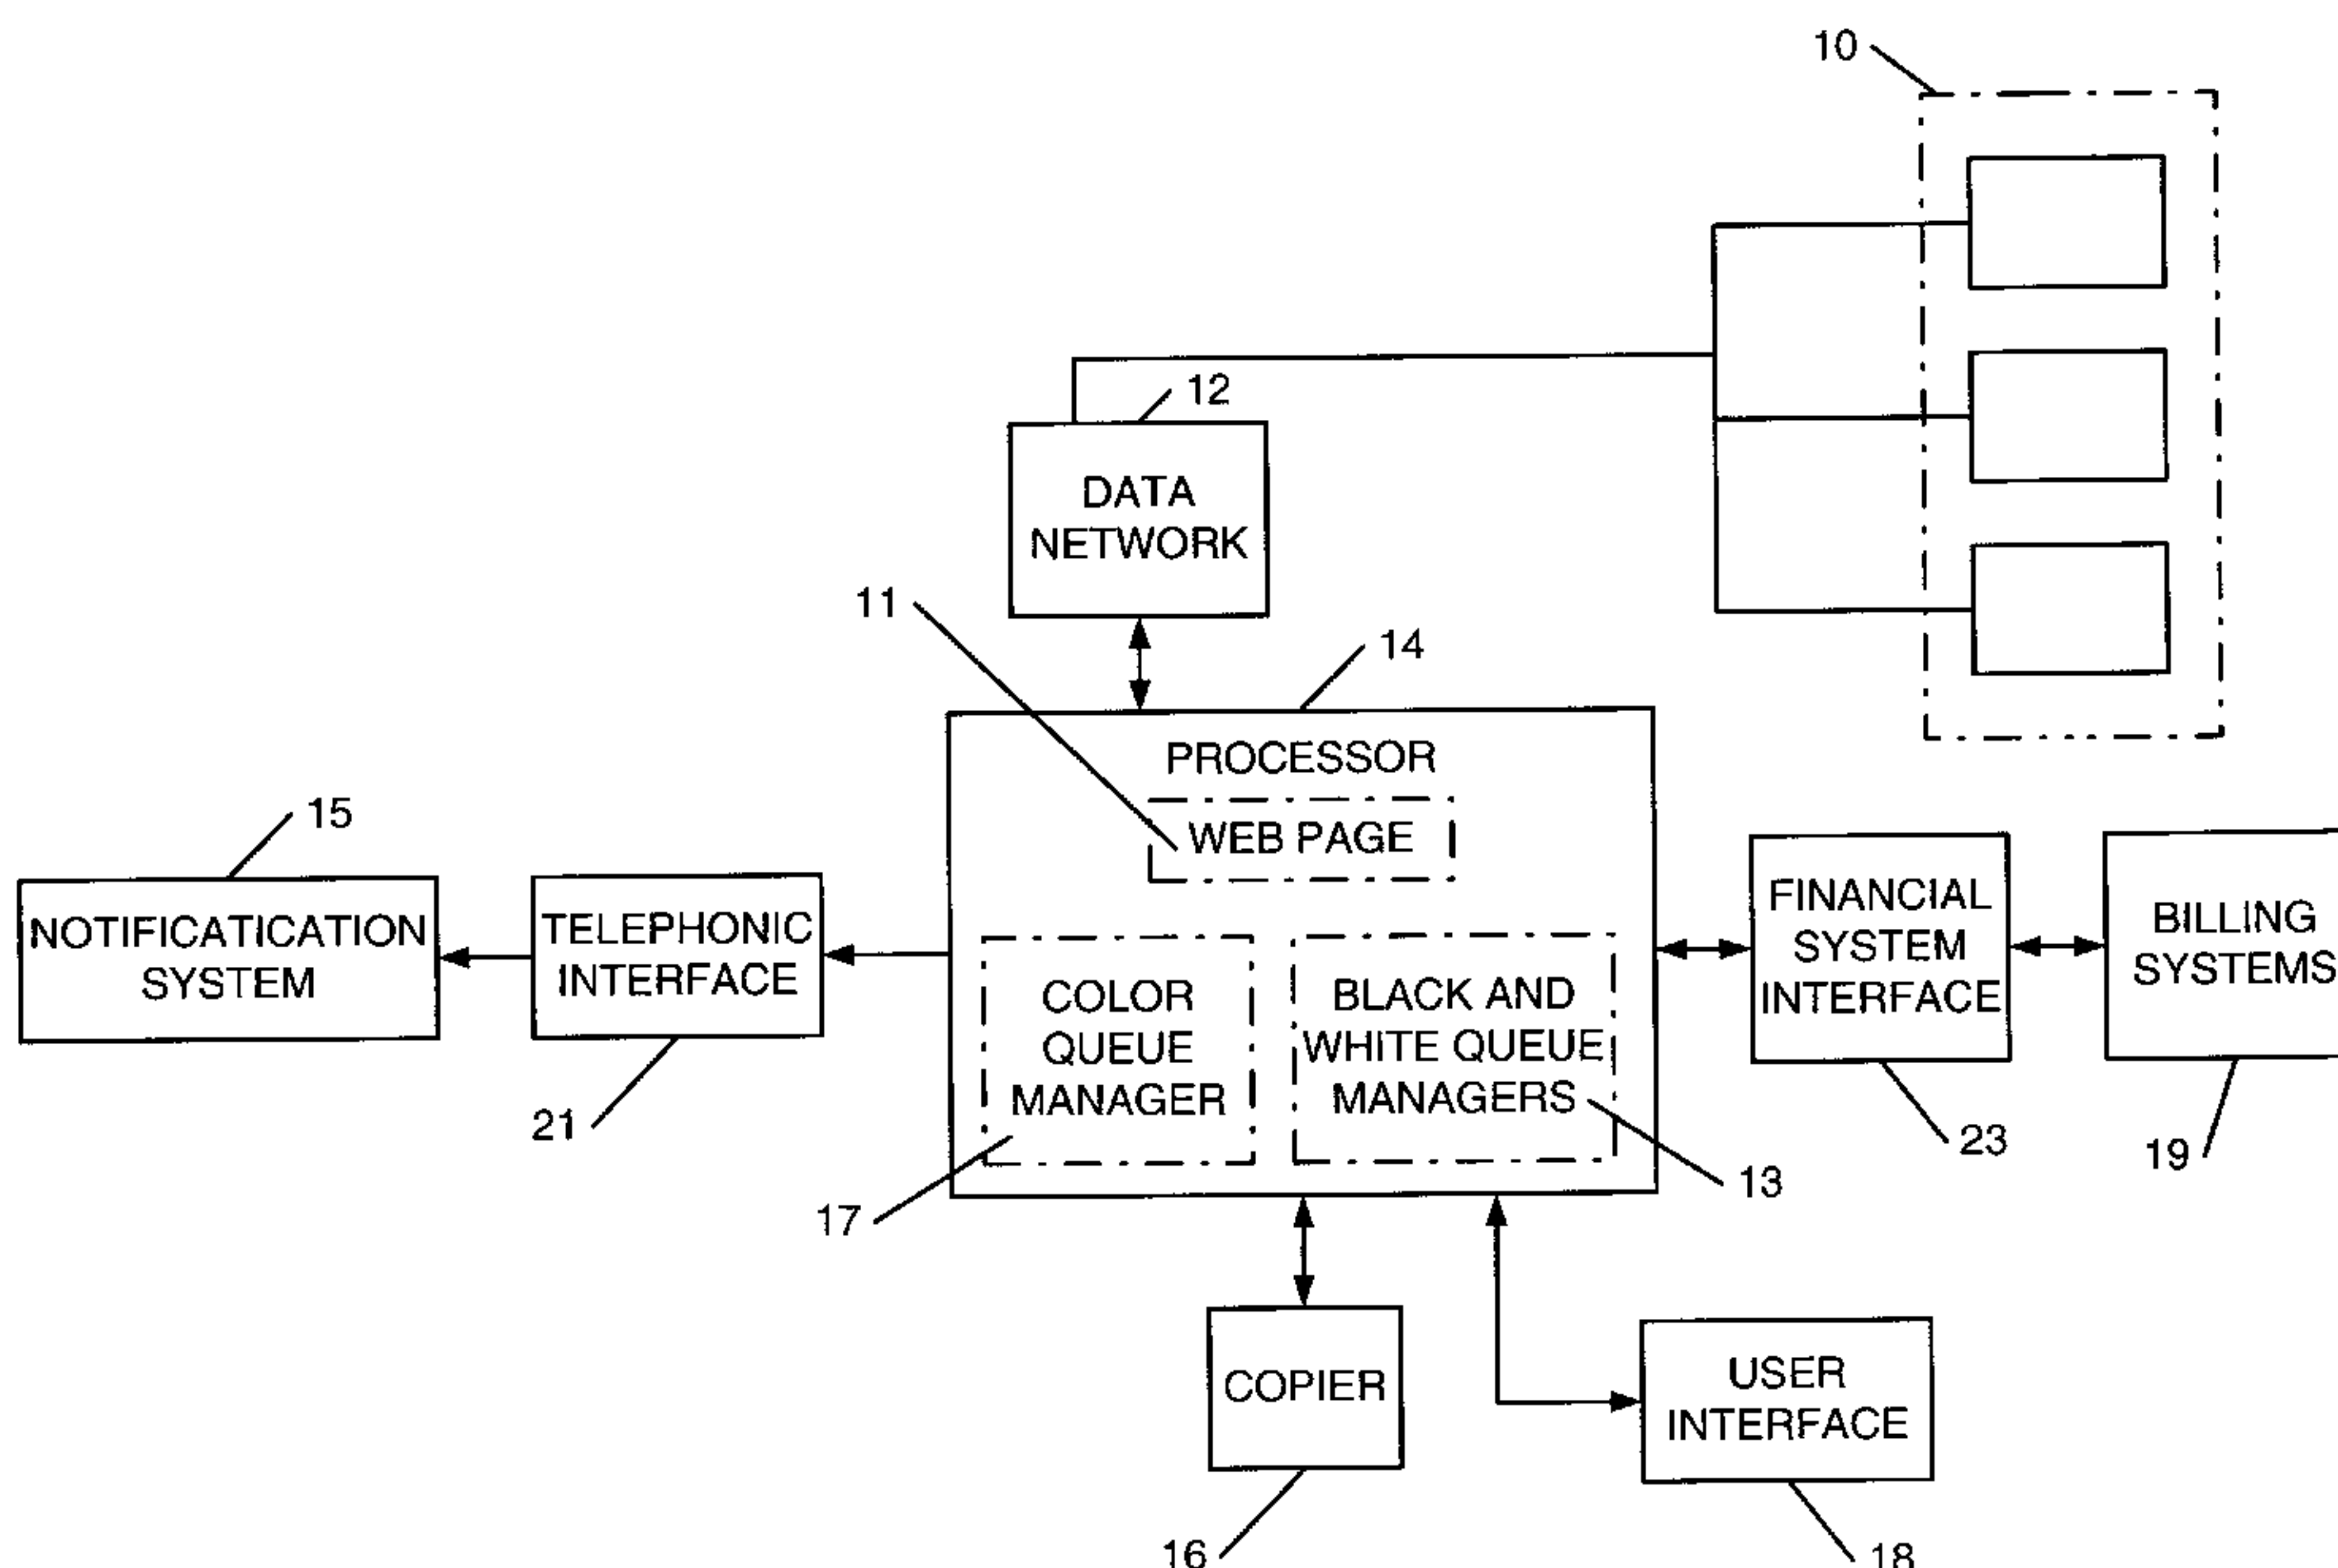 10
12
DATA
NETWORK
11
14
PROCESSOR
WEB PAGE
15
NOTIFICATICATION
SYSTEM
TELEPHONIC
INTERFACE
21
COLOR
QUEUE
MANAGER
17
BLACK AND
WHITE QUEUE
MANAGERS
13
FINANCIAL
SYSTEM
INTERFACE
23
BILLING
SYSTEMS
19
COPIER
16
USER
INTERFACE
18